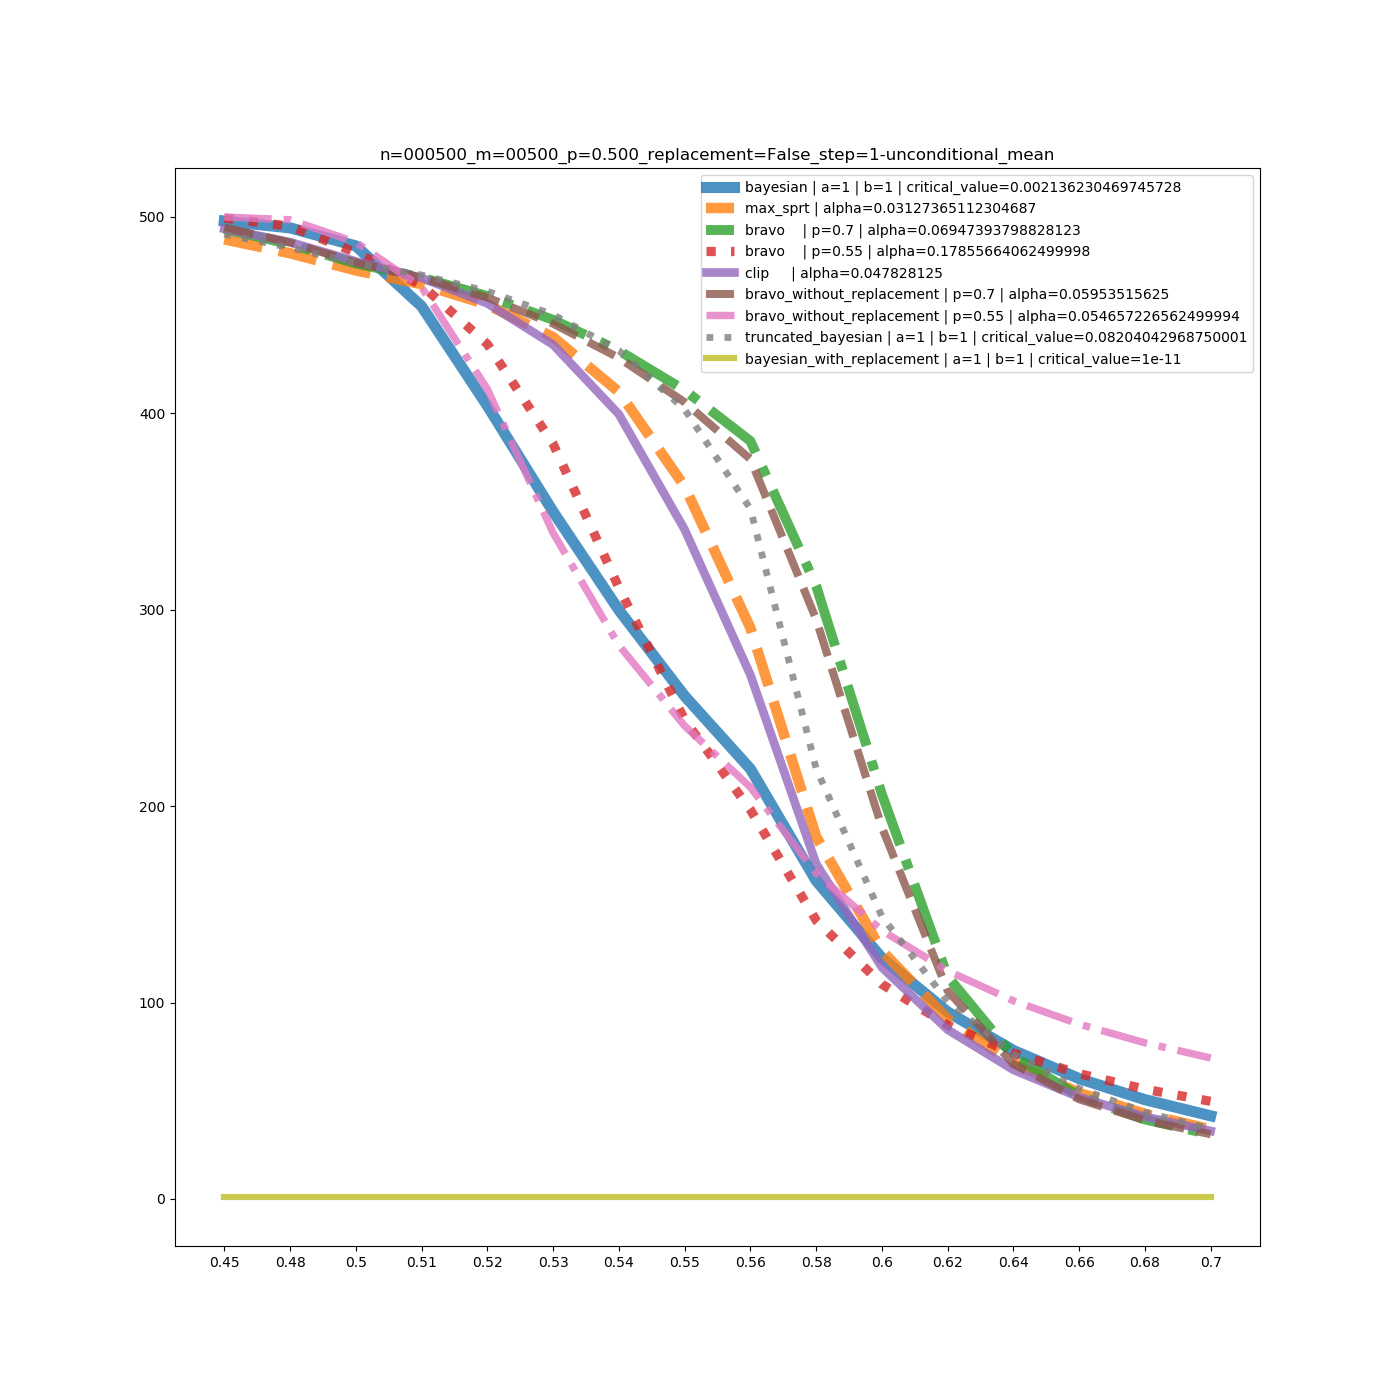 n=000500_m=00500_p=0.500_replacement=False_step=1-unconditional_mean
bayesian | a=1 | b=1 | critical_value=0.002136230469745728
max_sprt | alpha=0.03127365112304687
bravo    | p=0.7 | alpha=0.06947393798828123
bravo    | p=0.55 | alpha=0.17855664062499998
clip     | alpha=0.047828125
bravo_without_replacement | p=0.7 | alpha=0.05953515625
bravo_without_replacement | p=0.55 | alpha=0.054657226562499994
truncated_bayesian | a=1 | b=1 | critical_value=0.08204042968750001
bayesian_with_replacement | a=1 | b=1 | critical_value=1e-11
500
400
300
200
100
0
0.45 0.48 0.5 0.51 0.52 0.53 0.54 0.55 0.56 0.58 0.6 0.62 0.64 0.66 0.68 0.7